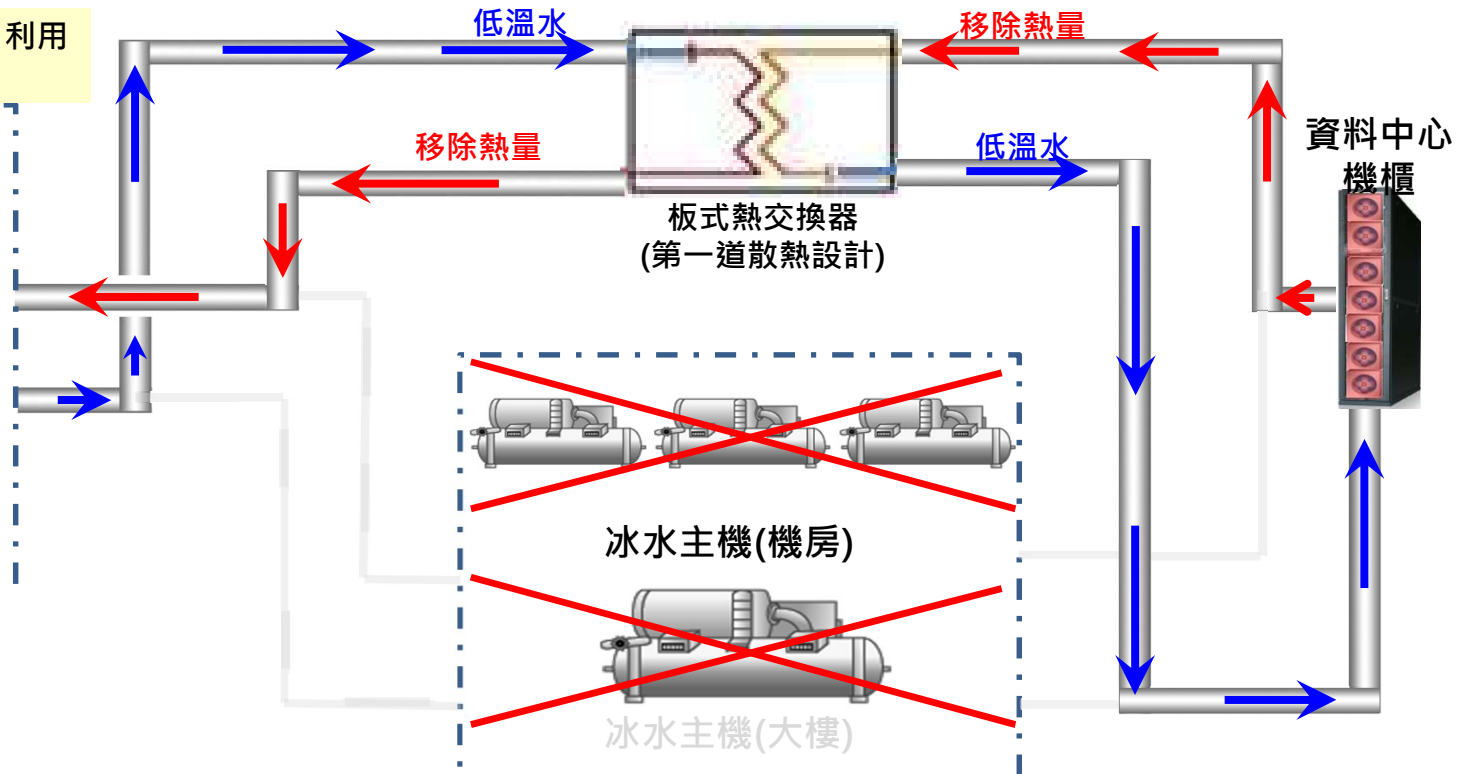 利用
低溫水
移除熱量
移除熱量
低溫水
資料中心
機櫃
板式熱交換器
(第一道散熱設計)
冰水主機(機房)
冰水主機(大樓)